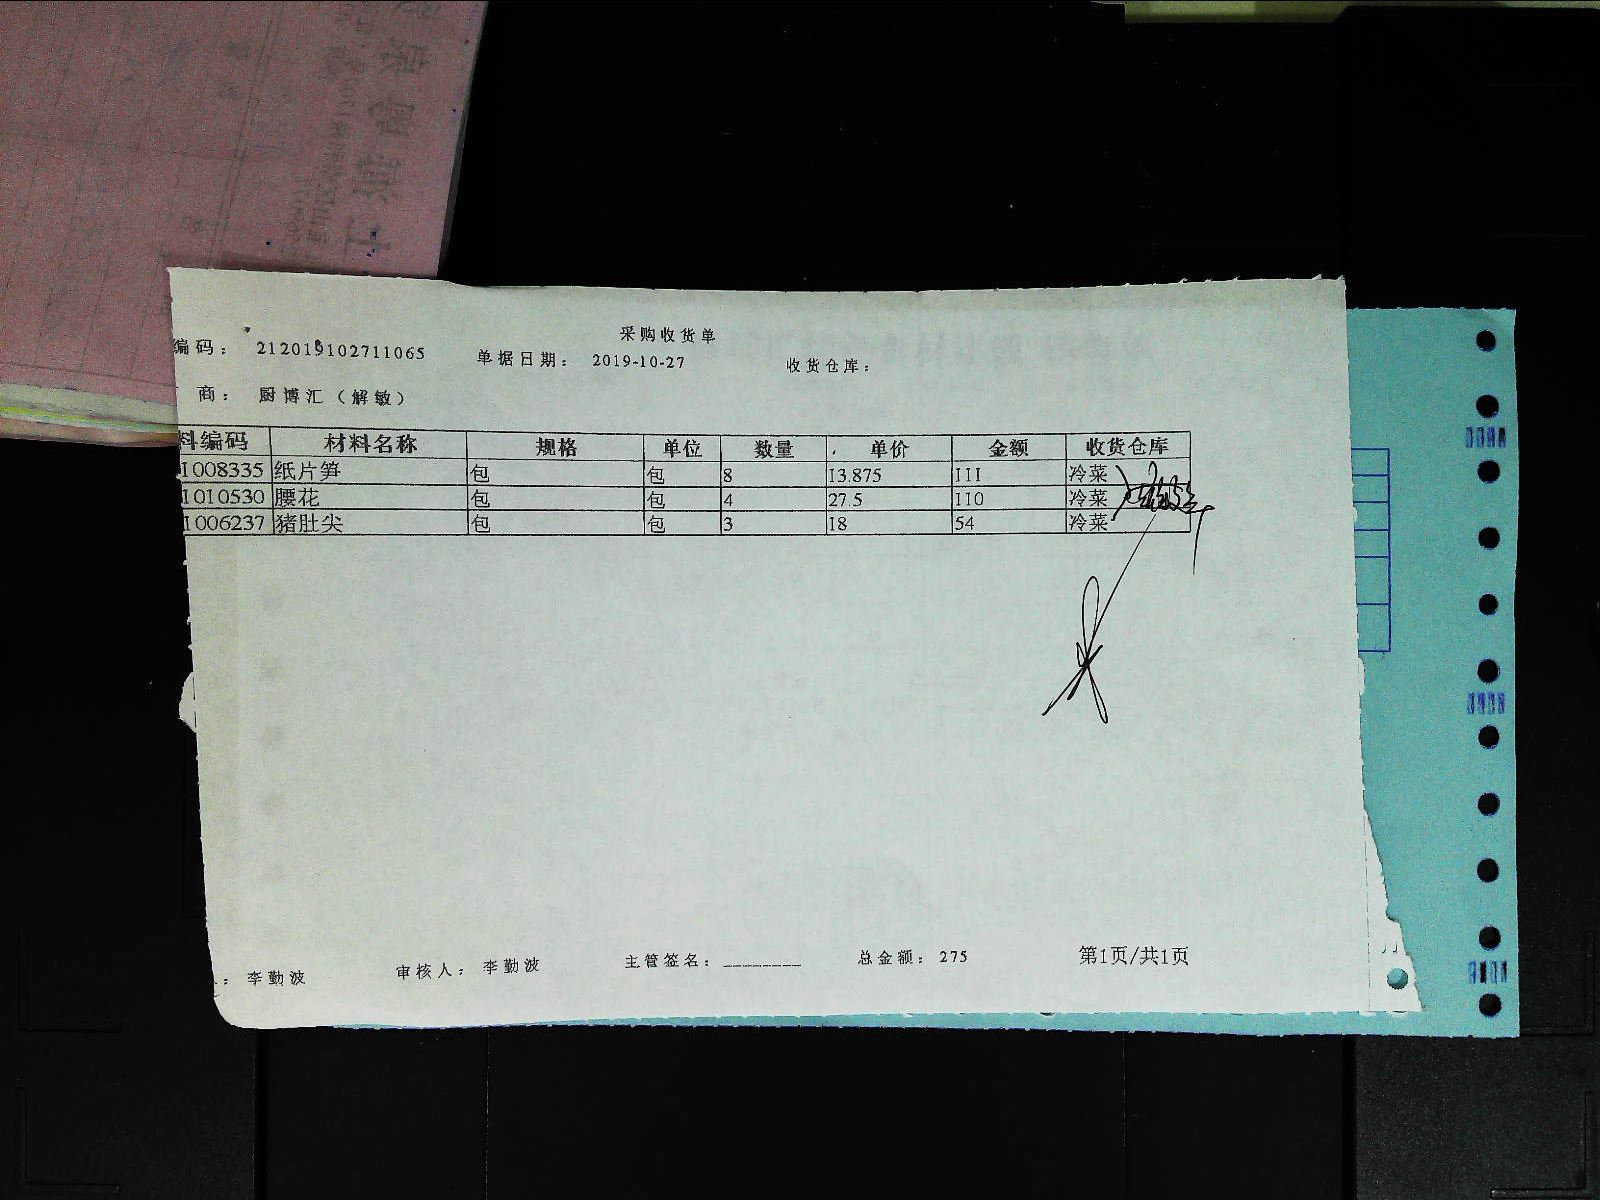 采购收货单
编码： 212019102711065 单据日期： 2019-10-27 收货仓库：
商： 厨博汇（解敏）
料编码 材料名称 规格 单位 数量 单价 金额 收货仓库
1008335 纸片笋 包 包 8 13.875 111 冷菜
1010530 腰花 包 包 4 27.5 110 冷菜
1006237 猪肚尖 包 包 3 18 54 冷菜
：李勤波 审核人：李勤波 主管签名：________ 总金额：275 第1页/共1页